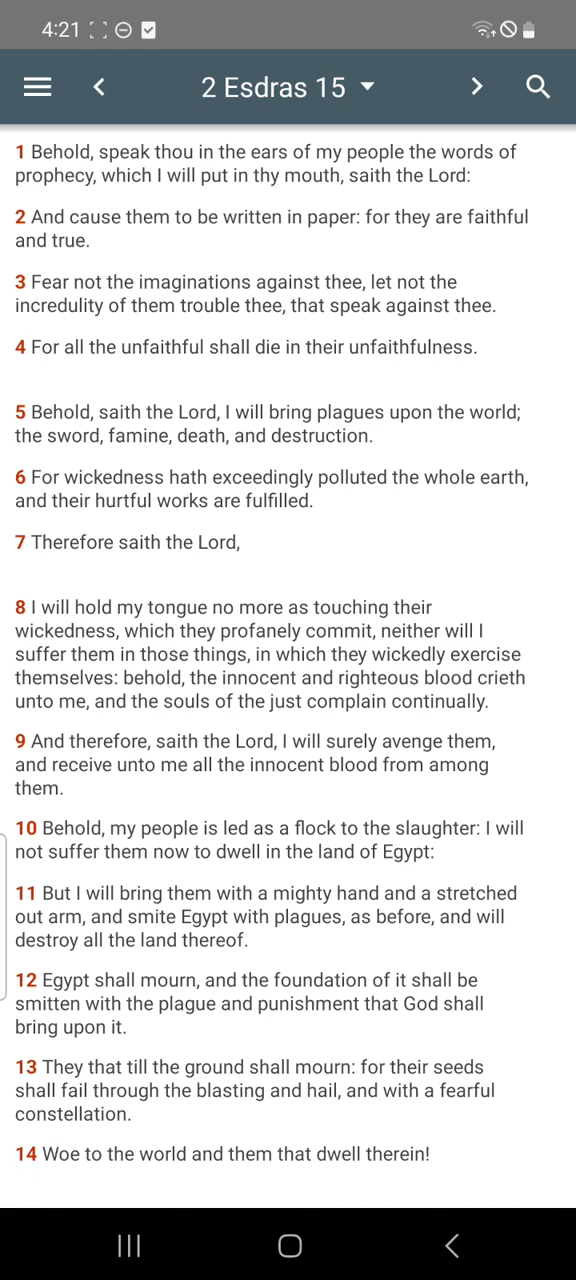 4:21
2 Esdras 15
1 Behold, speak thou in the ears of my people the words of
prophecy, which I will put in thy mouth, saith the Lord:
2 And cause them to be written in paper: for they are faithful
and true.
3 Fear not the imaginations against thee, let not the
incredulity of them trouble thee, that speak against thee.
4 For all the unfaithful shall die in their unfaithfulness.
5 Behold, saith the Lord, I will bring plagues upon the world;
the sword, famine, death, and destruction.
6 For wickedness hath exceedingly polluted the whole earth,
and their hurtful works are fulfilled.
7 Therefore saith the Lord,
8 I will hold my tongue no more as touching their
wickedness, which they profanely commit, neither will I
suffer them in those things, in which they wickedly exercise
themselves: behold, the innocent and righteous blood crieth
unto me, and the souls of the just complain continually.
9 And therefore, saith the Lord, I will surely avenge them,
and receive unto me all the innocent blood from among
them.
10 Behold, my people is led as a flock to the slaughter: I will
not suffer them now to dwell in the land of Egypt:
11 But I will bring them with a mighty hand and a stretched
out arm, and smite Egypt with plagues, as before, and will
destroy all the land thereof.
12 Egypt shall mourn, and the foundation of it shall be
smitten with the plague and punishment that God shall
bring upon it.
13 They that till the ground shall mourn: for their seeds
shall fail through the blasting and hail, and with a fearful
constellation.
14 Woe to the world and them that dwell therein!